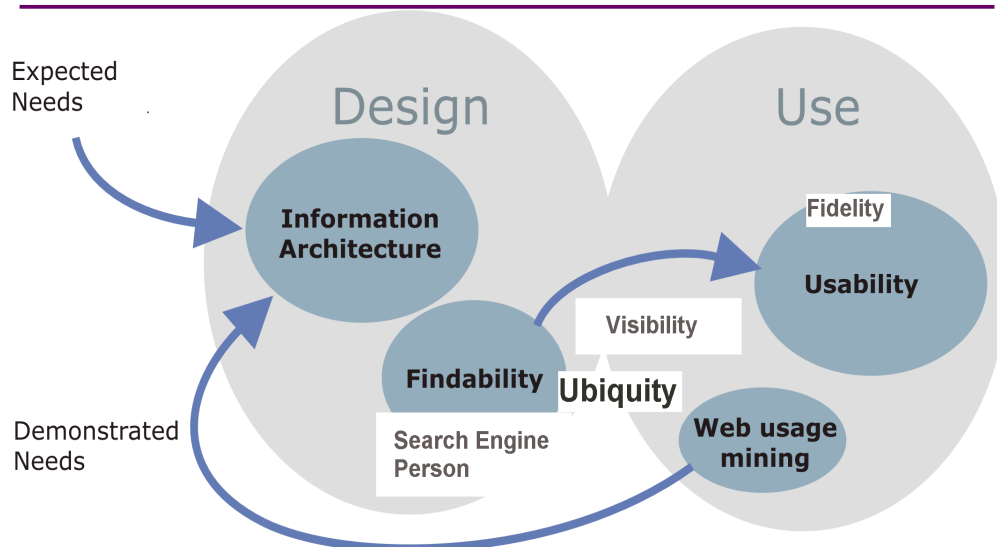 Expected
Needs
Design
Use
Information
Architecture
Fidelity
Usability
Visibility
Findability
Ubiquity
Search Engine
Person
Demonstrated
Needs
Web usage
mining